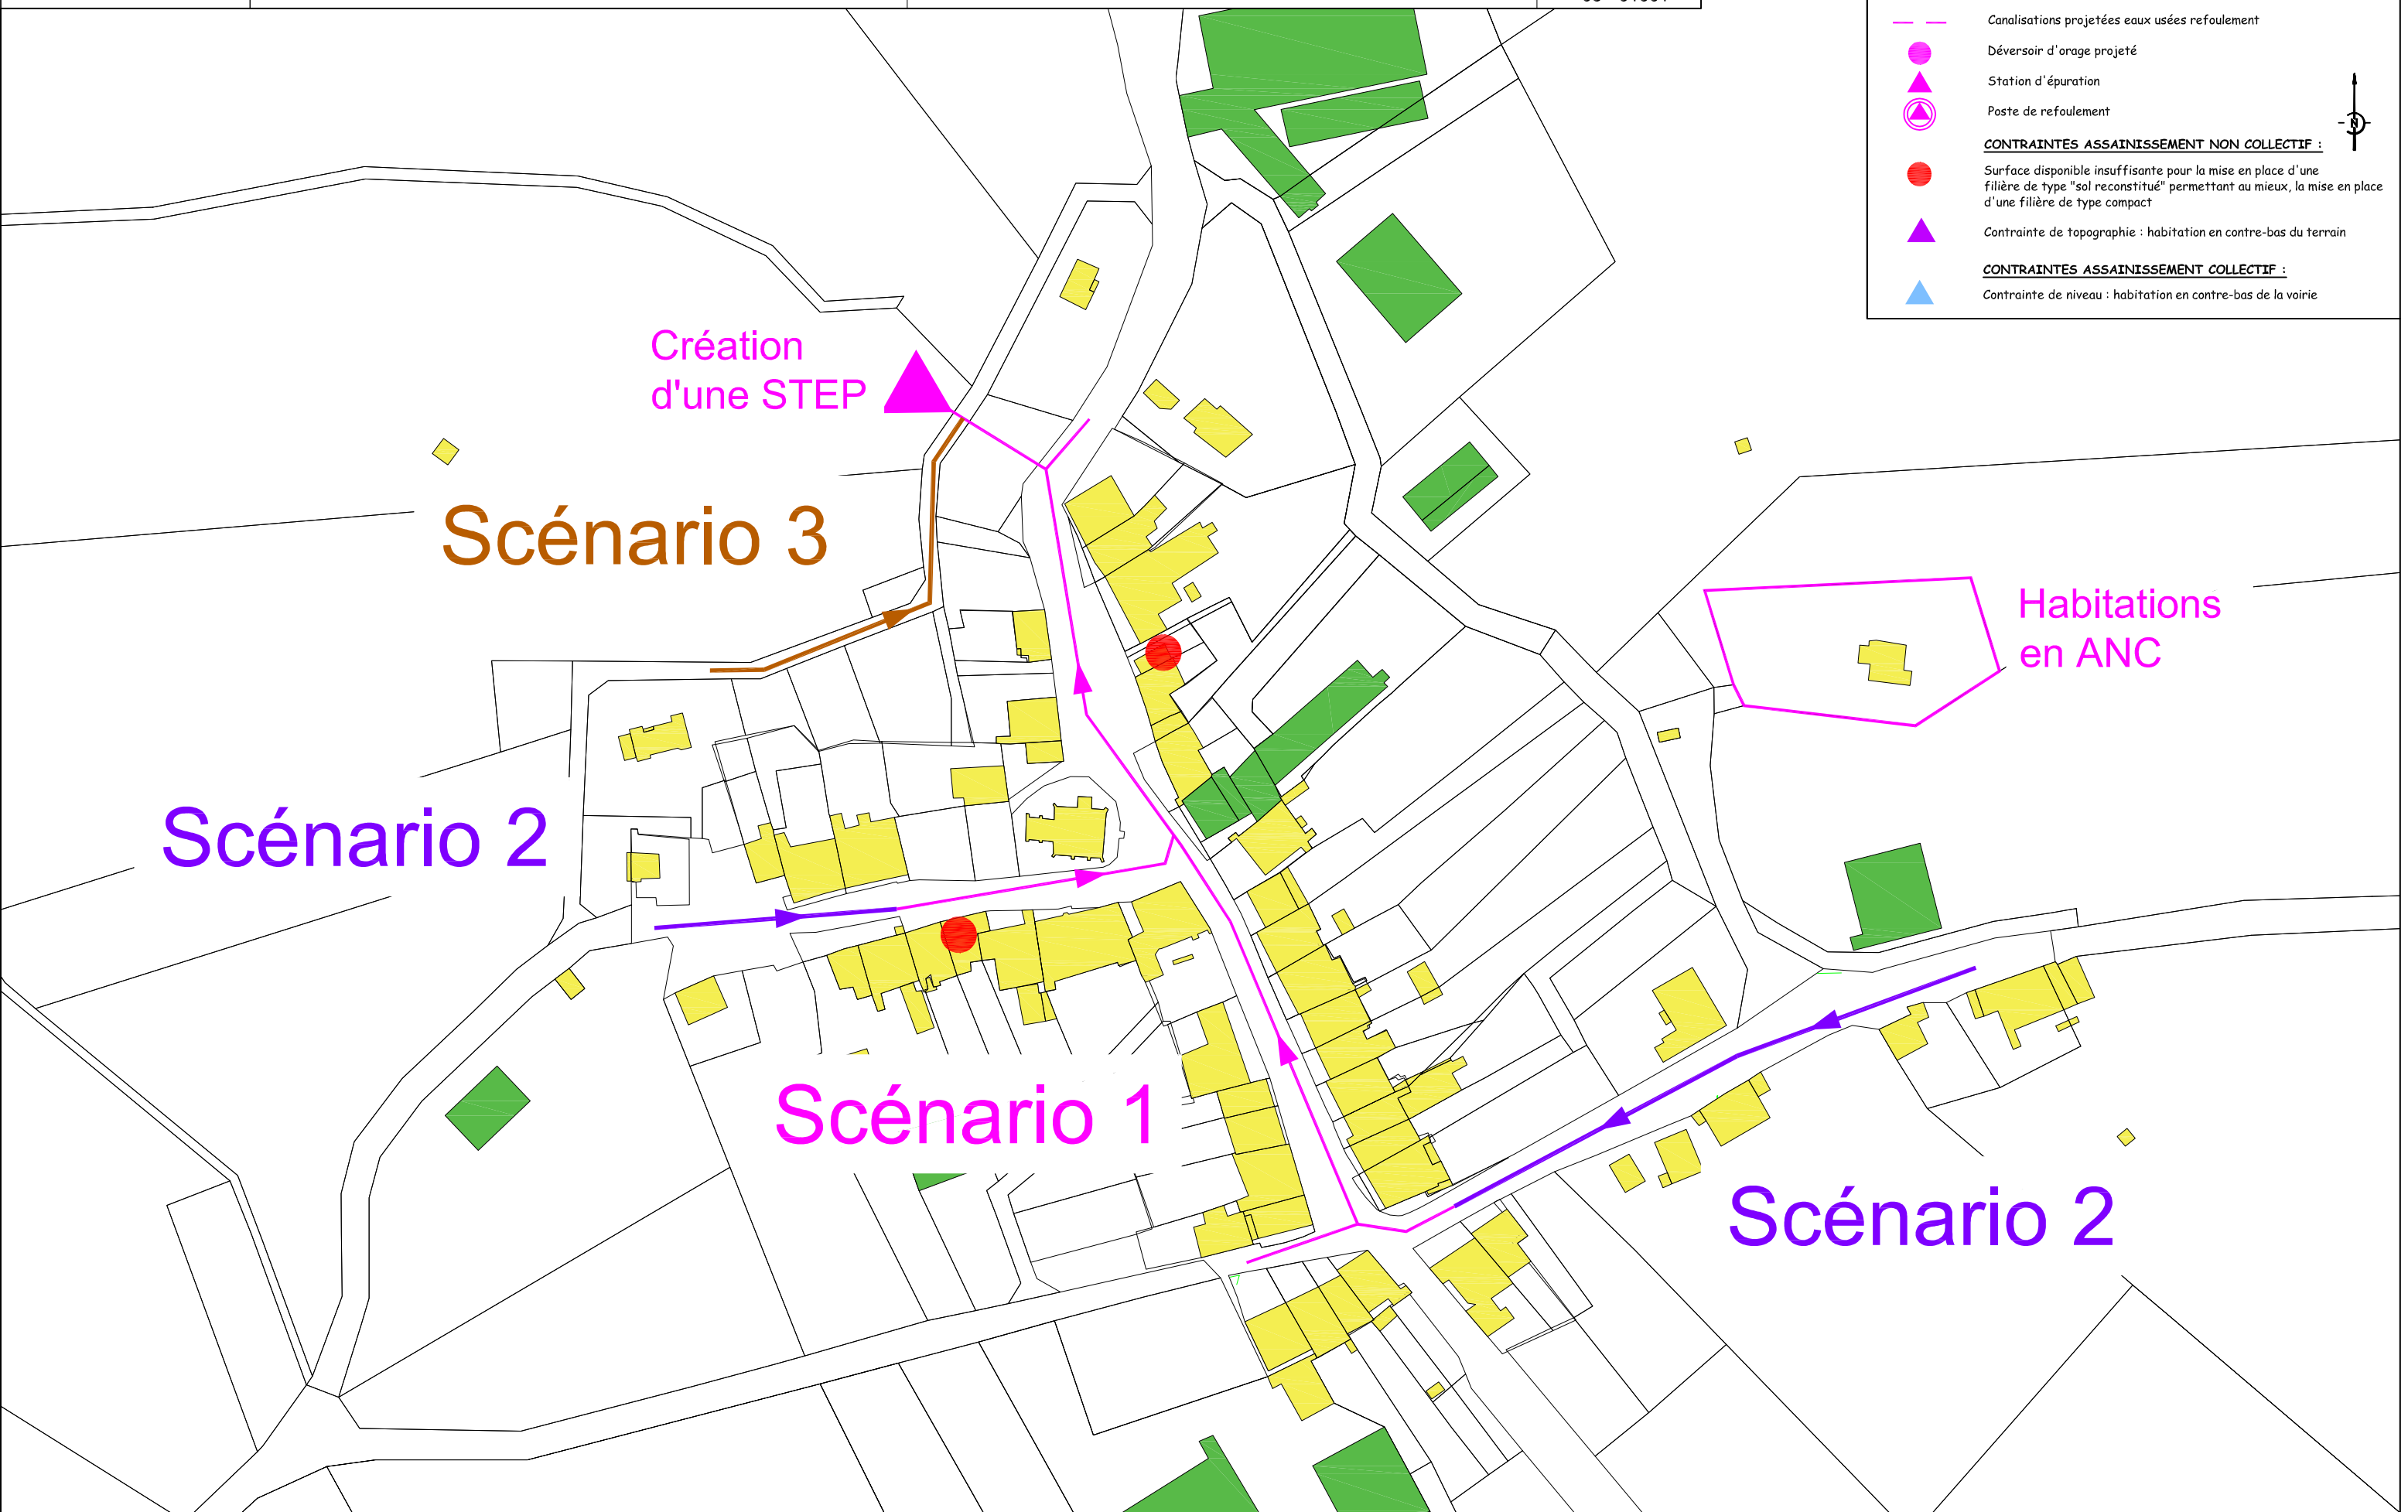 Canalisations projetées eaux usées refoulement
Déversoir d'orage projeté
Station d'épuration
Poste de refoulement
N
CONTRAINTES ASSAINISSEMENT NON COLLECTIF :
Surface disponible insuffisante pour la mise en place d'une
filière de type "sol reconstitué" permettant au mieux, la mise en place
d'une filière de type compact
Contrainte de topographie : habitation en contre-bas du terrain
CONTRAINTES ASSAINISSEMENT COLLECTIF :
Contrainte de niveau : habitation en contre-bas de la voirie
Création
d'une STEP
Scénario 3
Habitations
en ANC
Scénario 2
Scénario 1
Scénario 2